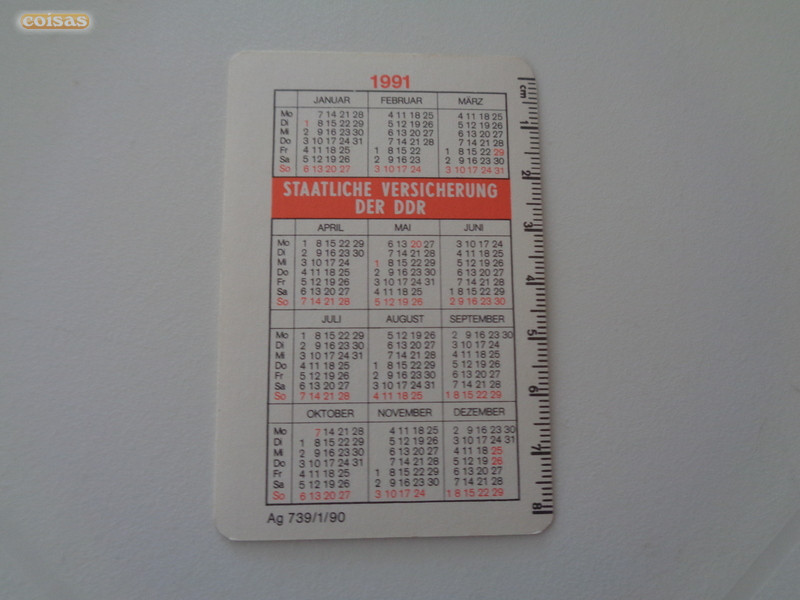 coisas
1991
JANUAR FEBRUAR MÄRZ
Mo 7 14 21 28 4 11 18 25 4 11 18 25
Di 1 8 15 22 29 5 12 19 26 5 12 19 26
Mi 2 9 16 23 30 6 13 20 27 6 13 20 27
Do 3 10 17 24 31 7 14 21 28 7 14 21 28
Fr 4 11 18 25 1 8 15 22 1 8 15 22 29
Sa 5 12 19 26 2 9 16 23 2 9 16 23 30
So 6 13 20 27 3 10 17 24 3 10 17 24 31
STAATLICHE VERSICHERUNG
DER DDR
APRIL MAI JUNI
Mo 1 8 15 22 29 6 13 20 27 3 10 17 24
Di 2 9 16 23 30 7 14 21 28 4 11 18 25
Mi 3 10 17 24 1 8 15 22 29 5 12 19 26
Do 4 11 18 25 2 9 16 23 30 6 13 20 27
Fr 5 12 19 26 3 10 17 24 31 7 14 21 28
Sa 6 13 20 27 4 11 18 25 1 8 15 22 29
So 7 14 21 28 5 12 19 26 2 9 16 23 30
JULI AUGUST SEPTEMBER
Mo 1 8 15 22 29 5 12 19 26 2 9 16 23 30
Di 2 9 16 23 30 6 13 20 27 3 10 17 24
Mi 3 10 17 24 31 7 14 21 28 4 11 18 25
Do 4 11 18 25 1 8 15 22 29 5 12 19 26
Fr 5 12 19 26 2 9 16 23 30 6 13 20 27
Sa 6 13 20 27 3 10 17 24 31 7 14 21 28
So 7 14 21 28 4 11 18 25 1 8 15 22 29
OKTOBER NOVEMBER DEZEMBER
Mo 7 14 21 28 4 11 18 25 2 9 16 23 30
Di 1 8 15 22 29 5 12 19 26 3 10 17 24 31
Mi 2 9 16 23 30 6 13 20 27 4 11 18 25
Do 3 10 17 24 31 7 14 21 28 5 12 19 26
Fr 4 11 18 25 1 8 15 22 29 6 13 20 27
Sa 5 12 19 26 2 9 16 23 30 7 14 21 28
So 6 13 20 27 3 10 17 24 1 8 15 22 29
Ag 739/1/90
cm 1 2 3 4 5 6 7 8